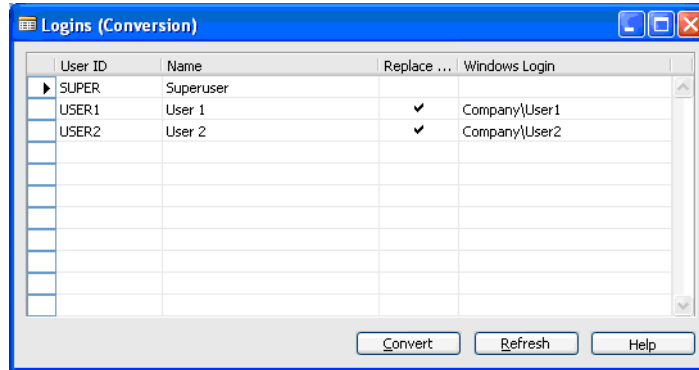 Logins (Conversion)
User ID Name Replace ... Windows Login
SUPER Superuser
USER1 User 1 ✔ Company\User1
USER2 User 2 ✔ Company\User2
Convert Refresh Help